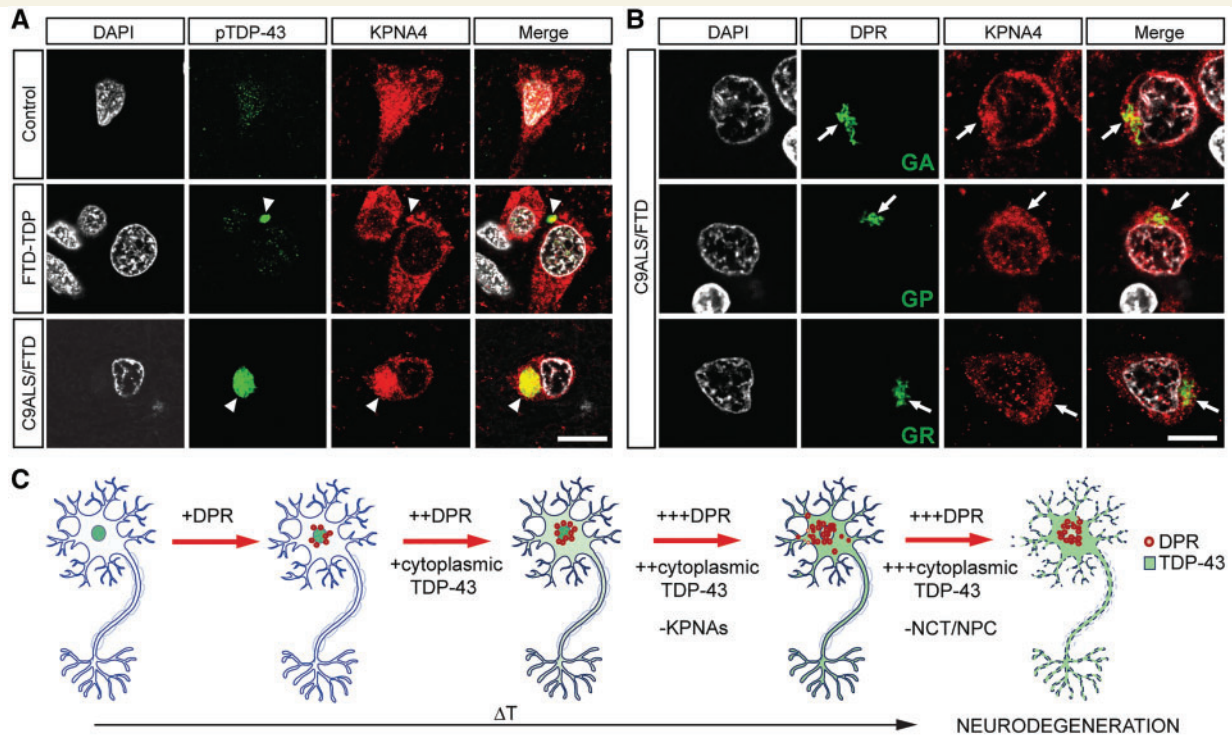 A
DAPI
pTDP-43
KPNA4
Merge
Control
FTD-TDP
C9ALS/FTD
B
DAPI
DPR
KPNA4
Merge
C9ALS/FTD
GA
GP
GR
C
+DPR
++DPR
+cytoplasmic
TDP-43
+++DPR
++cytoplasmic
TDP-43
-KPNAs
+++DPR
+++cytoplasmic
TDP-43
-NCT/NPC
DPR
TDP-43
ΔT
NEURODEGENERATION